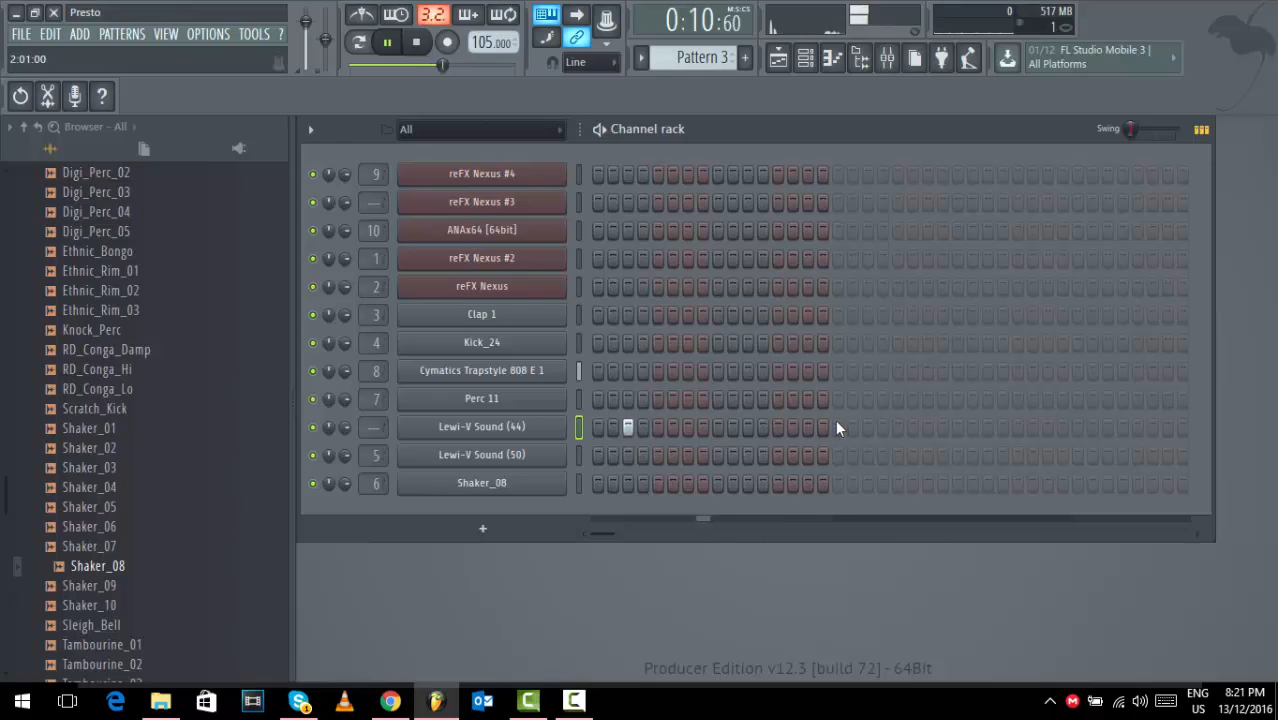 Presto
FILE EDIT ADD PATTERNS VIEW OPTIONS TOOLS ?
2:01:00
3.2.
105.000
Line
0:10:60
M:S:CS
Pattern 3
0
517 MB
1
01/12 FL Studio Mobile 3 |
All Platforms
Browser - All
Digi_Perc_02
Digi_Perc_03
Digi_Perc_04
Digi_Perc_05
Ethnic_Bongo
Ethnic_Rim_01
Ethnic_Rim_02
Ethnic_Rim_03
Knock_Perc
RD_Conga_Damp
RD_Conga_Hi
RD_Conga_Lo
Scratch_Kick
Shaker_01
Shaker_02
Shaker_03
Shaker_04
Shaker_05
Shaker_06
Shaker_07
Shaker_08
Shaker_09
Shaker_10
Sleigh_Bell
Tambourine_01
Tambourine_02
All
Channel rack
Swing
9 reFX Nexus #4
--- reFX Nexus #3
10 ANAx64 [64bit]
1 reFX Nexus #2
2 reFX Nexus
3 Clap 1
4 Kick_24
8 Cymatics Trapstyle 808 E 1
7 Perc 11
--- Lewi-V Sound (44)
5 Lewi-V Sound (50)
6 Shaker_08
+
Producer Edition v12.3 [build 72] - 64Bit
ENG
US
8:21 PM
13/12/2016